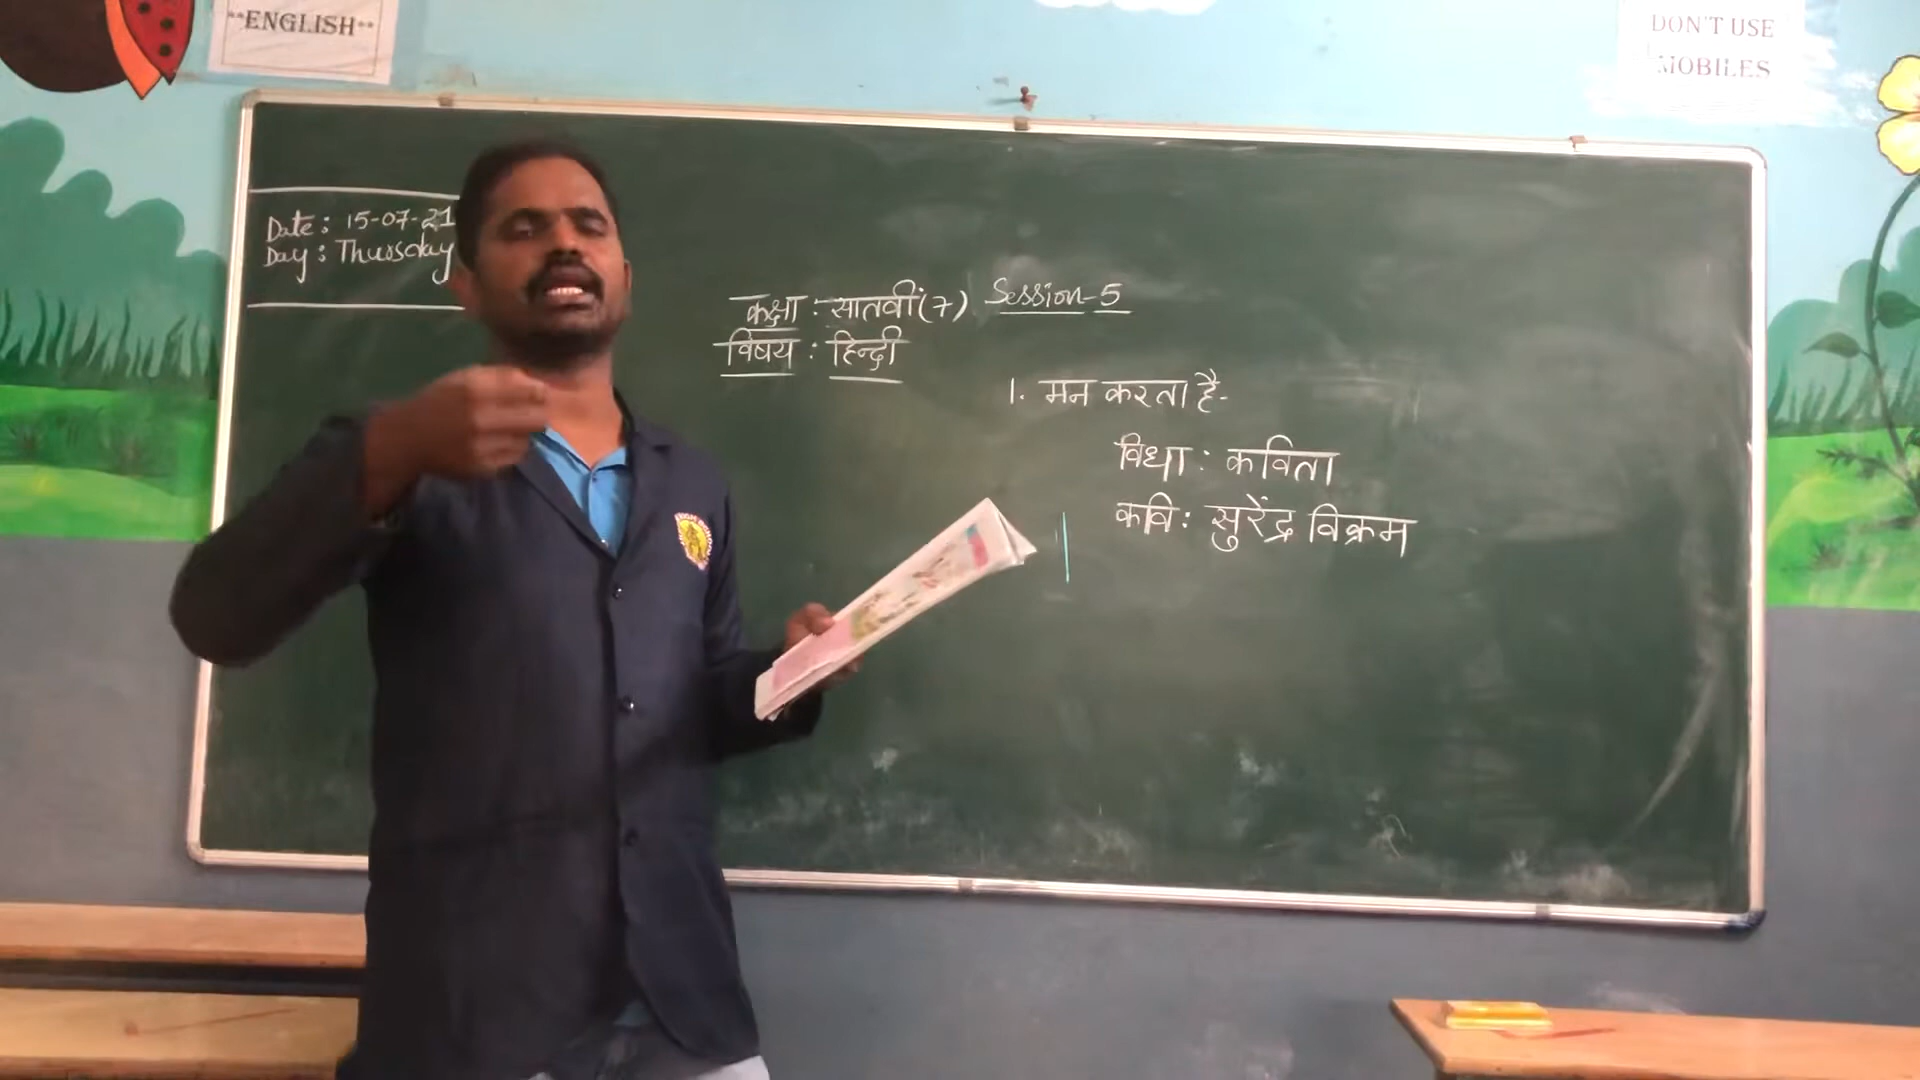 **ENGLISH**
DON'T USE
MOBILES
Date: 15-07-21
Day: Thursday
कक्षा : सातवीं (7) Session-5
विषय : हिन्दी
1. मन करता है-
विधा : कविता
कवि : सुरेंद्र विक्रम